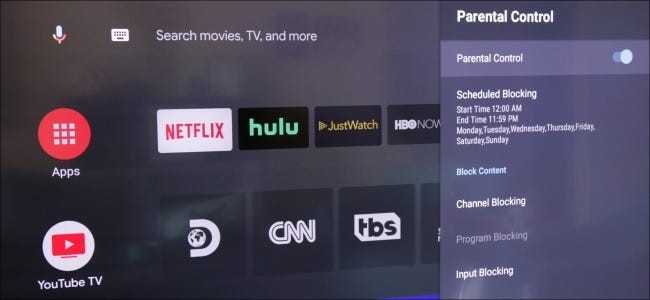 Search movies, TV, and more
NETFLIX
hulu
JustWatch
HBO NOW
Apps
CNN
tbs
YouTube TV
Parental Control
Parental Control
Scheduled Blocking
Start Time 12:00 AM
End Time 11:59 PM
Monday,Tuesday,Wednesday,Thursday,Friday,
Saturday,Sunday
Block Content
Channel Blocking
Program Blocking
Input Blocking